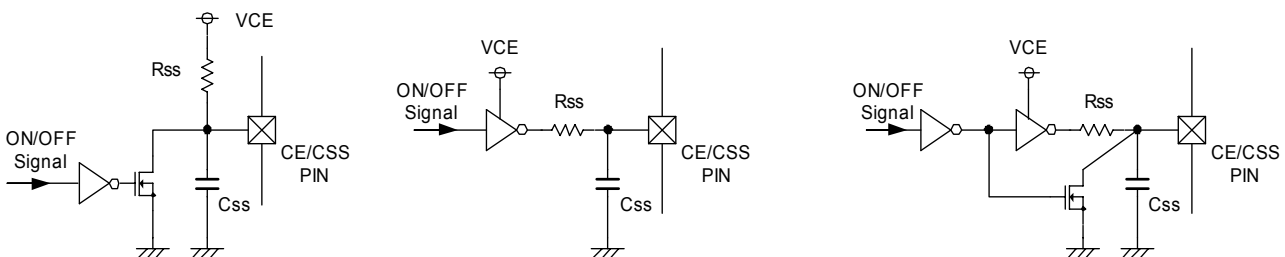 VCE
Rss
ON/OFF
Signal
CE/CSS
PIN
Css
VCE
ON/OFF
Signal
Rss
CE/CSS
PIN
Css
VCE
ON/OFF
Signal
Rss
CE/CSS
PIN
Css